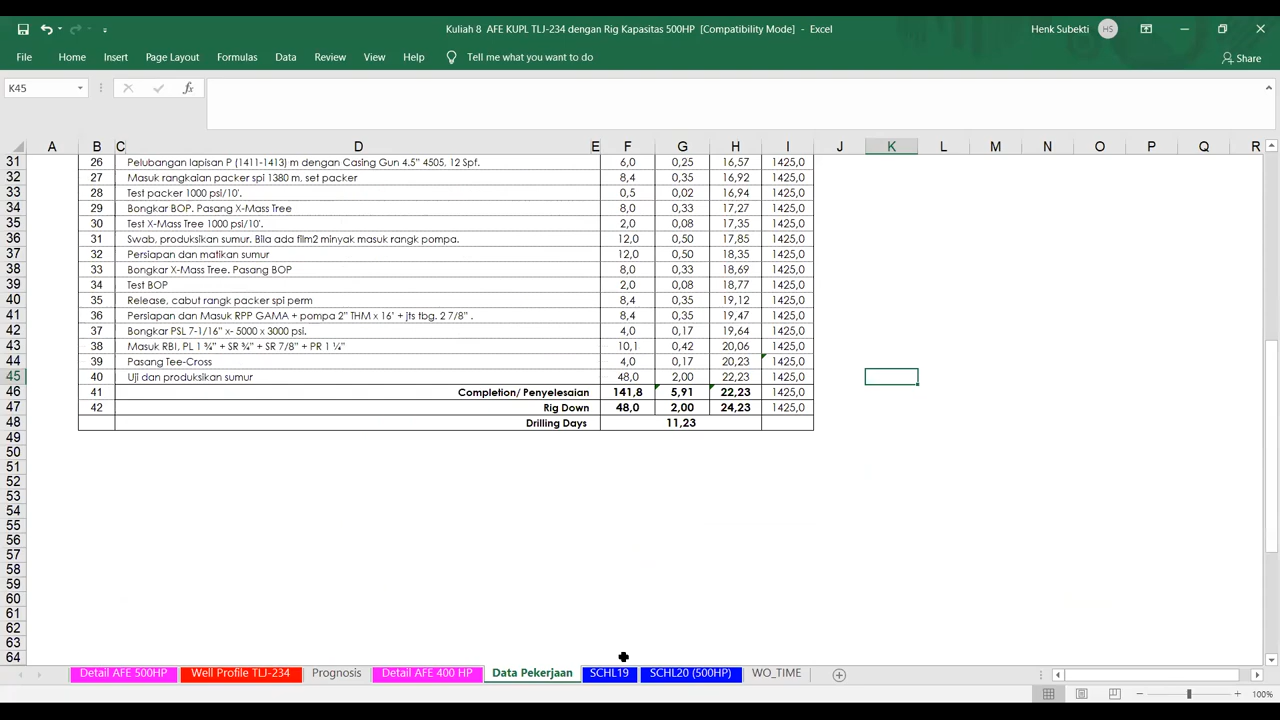 Kuliah 8 AFE KUPL TLJ-234 dengan Rig Kapasitas 500HP [Compatibility Mode] - Excel
Henk Subekti HS
File Home Insert Page Layout Formulas Data Review View Help Tell me what you want to do Share
K45 fx
A B C D E F G H I J K L M N O P Q R
31 26 Pelubangan lapisan P (1411-1413) m dengan Casing Gun 4.5" 4505, 12 Spf. 6,0 0,25 16,57 1425,0
32 27 Masuk rangkaian packer spi 1380 m, set packer 8,4 0,35 16,92 1425,0
33 28 Test packer 1000 psi/10'. 0,5 0,02 16,94 1425,0
34 29 Bongkar BOP. Pasang X-Mass Tree 8,0 0,33 17,27 1425,0
35 30 Test X-Mass Tree 1000 psi/10'. 2,0 0,08 17,35 1425,0
36 31 Swab, produksikan sumur. Bila ada film2 minyak masuk rangk pompa. 12,0 0,50 17,85 1425,0
37 32 Persiapan dan matikan sumur 12,0 0,50 18,35 1425,0
38 33 Bongkar X-Mass Tree. Pasang BOP 8,0 0,33 18,69 1425,0
39 34 Test BOP 2,0 0,08 18,77 1425,0
40 35 Release, cabut rangk packer spi perm 8,4 0,35 19,12 1425,0
41 36 Persiapan dan Masuk RPP GAMA + pompa 2" THM x 16' + jts tbg. 2 7/8" . 8,4 0,35 19,47 1425,0
42 37 Bongkar PSL 7-1/16" x- 5000 x 3000 psi. 4,0 0,17 19,64 1425,0
43 38 Masuk RBI, PL 1 ¾" + SR ¾" + SR 7/8" + PR 1 ¼" 10,1 0,42 20,06 1425,0
44 39 Pasang Tee-Cross 4,0 0,17 20,23 1425,0
45 40 Uji dan produksikan sumur 48,0 2,00 22,23 1425,0
46 41 Completion/ Penyelesaian 141,8 5,91 22,23 1425,0
47 42 Rig Down 48,0 2,00 24,23 1425,0
48 Drilling Days 11,23
49
50
51
52
53
54
55
56
57
58
59
60
61
62
63
64
Detail AFE 500HP Well Profile TLJ-234 Prognosis Detail AFE 400 HP Data Pekerjaan SCHL19 SCHL20 (500HP) WO_TIME
100%